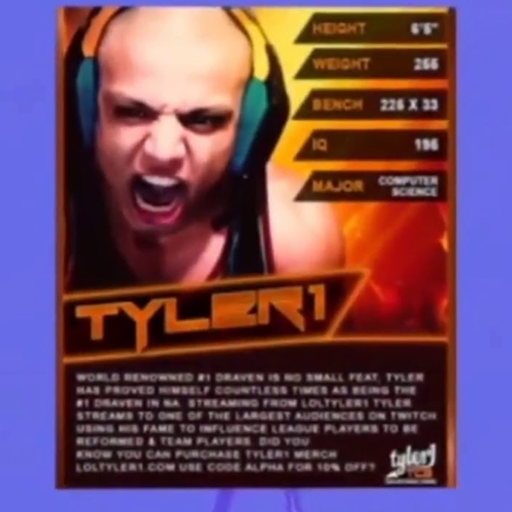 HEIGHT 6'5"
WEIGHT 266
BENCH 225 X 33
IQ 196
MAJOR COMPUTER SCIENCE
TYLER1
WORLD RENOWNED #1 DRAVEN IS NO SMALL FEAT, TYLER
HAS PROVED HIMSELF COUNTLESS TIMES AS BEING THE
#1 DRAVEN IN NA. STREAMING FROM LOLTYLER1 TYLER
STREAMS TO ONE OF THE LARGEST AUDIENCES ON TWITCH
USING HIS FAME TO INFLUENCE LEAGUE PLAYERS TO BE
REFORMED & TEAM PLAYERS. DID YOU
KNOW YOU CAN PURCHASE TYLER1 MERCH
LOLTYLER1.COM USE CODE ALPHA FOR 10% OFF?
tyler1